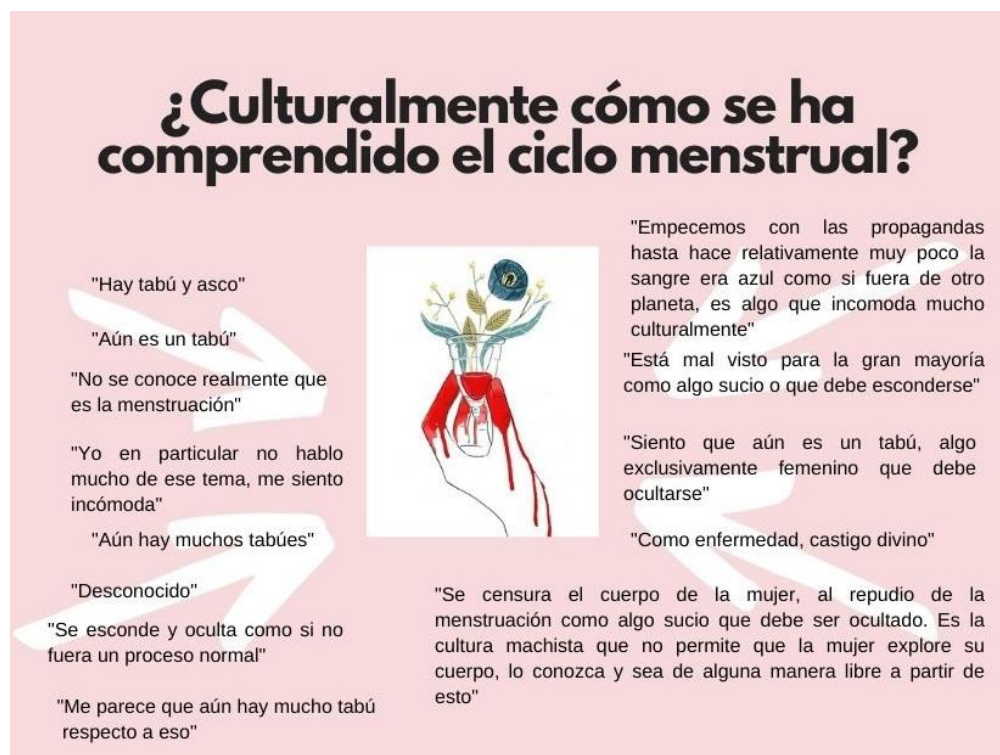 ¿Culturalmente cómo se ha
comprendido el ciclo menstrual?
"Hay tabú y asco"
"Aún es un tabú"
"No se conoce realmente que
es la menstruación"
"Yo en particular no hablo
mucho de ese tema, me siento
incómoda"
"Aún hay muchos tabúes"
"Desconocido"
"Se esconde y oculta como si no
fuera un proceso normal"
"Me parece que aún hay mucho tabú
respecto a eso"
"Empecemos con las propagandas
hasta hace relativamente muy poco la
sangre era azul como si fuera de otro
planeta, es algo que incomoda mucho
culturalmente"
"Está mal visto para la gran mayoría
como algo sucio o que debe esconderse"
"Siento que aún es un tabú, algo
exclusivamente femenino que debe
ocultarse"
"Como enfermedad, castigo divino"
"Se censura el cuerpo de la mujer, al repudio de la
menstruación como algo sucio que debe ser ocultado. Es la
cultura machista que no permite que la mujer explore su
cuerpo, lo conozca y sea de alguna manera libre a partir de
esto"